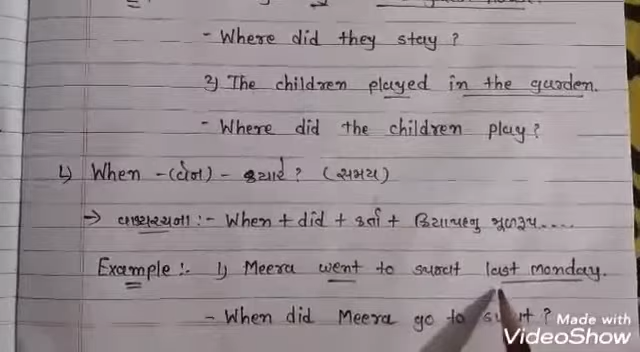 - Where did they stay ?
2) The children played in the garden.
- Where did the children play?
4) When -(વેન) - ક્યારે ? (સમય)
→ વાક્યરચના :- When + did + કર્તા + ક્રિયાપદનું મૂળરૂપ.....
Example :- 1) Meera went to સુરત last monday.
- When did Meera go to ?
Made with
VideoShow